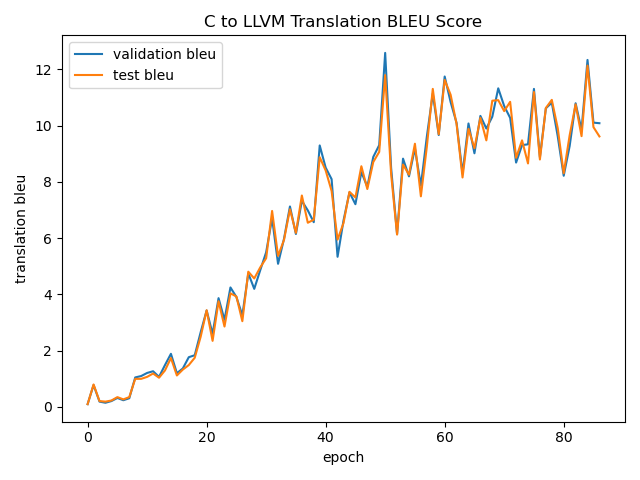 C to LLVM Translation BLEU Score
validation bleu
test bleu
translation bleu
12
10
8
6
4
2
0
0 20 40 60 80
epoch